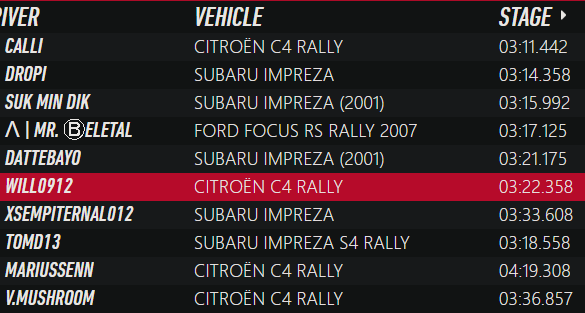 RIVER VEHICLE STAGE
CALLI CITROËN C4 RALLY 03:11.442
DROPI SUBARU IMPREZA 03:14.358
SUK MIN DIK SUBARU IMPREZA (2001) 03:15.992
Λ | MR. ⒷELETAL FORD FOCUS RS RALLY 2007 03:17.125
DATTEBAYO SUBARU IMPREZA (2001) 03:21.175
WILL0912 CITROËN C4 RALLY 03:22.358
XSEMPITERNAL012 SUBARU IMPREZA 03:33.608
TOMD13 SUBARU IMPREZA S4 RALLY 03:18.558
MARIUSSENN CITROËN C4 RALLY 04:19.308
V.MUSHROOM CITROËN C4 RALLY 03:36.857